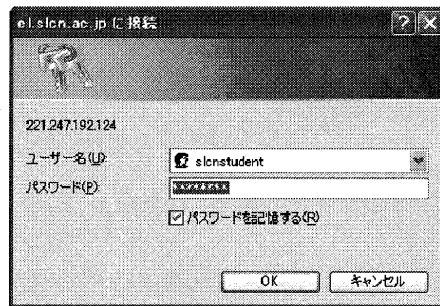 el.slcn.ac.jp に接続
221.247.192.124
ユーザー名(U):
slcnstudent
パスワード(P):
********
パスワードを記憶する(R)
OK
キャンセル